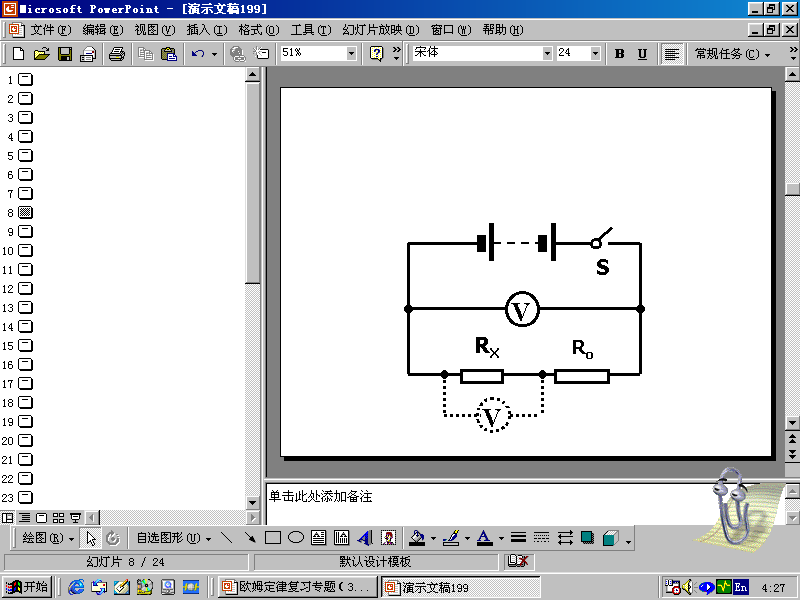 Microsoft PowerPoint - [演示文稿199]
文件(F) 编辑(E) 视图(V) 插入(I) 格式(O) 工具(T) 幻灯片放映(D) 窗口(W) 帮助(H)
51% 宋体 24 B U 常规任务(C)
1
2
3
4
5
6
7
8
9
10
11
12
13
14
15
16
17
18
19
20
21
22
23
S
V
RX Ro
V
单击此处添加备注
绘图(R) 自选图形(U) A A
幻灯片 8 / 24 默认设计模板
开始 欧姆定律复习专题(3... 演示文稿199 En 4:27